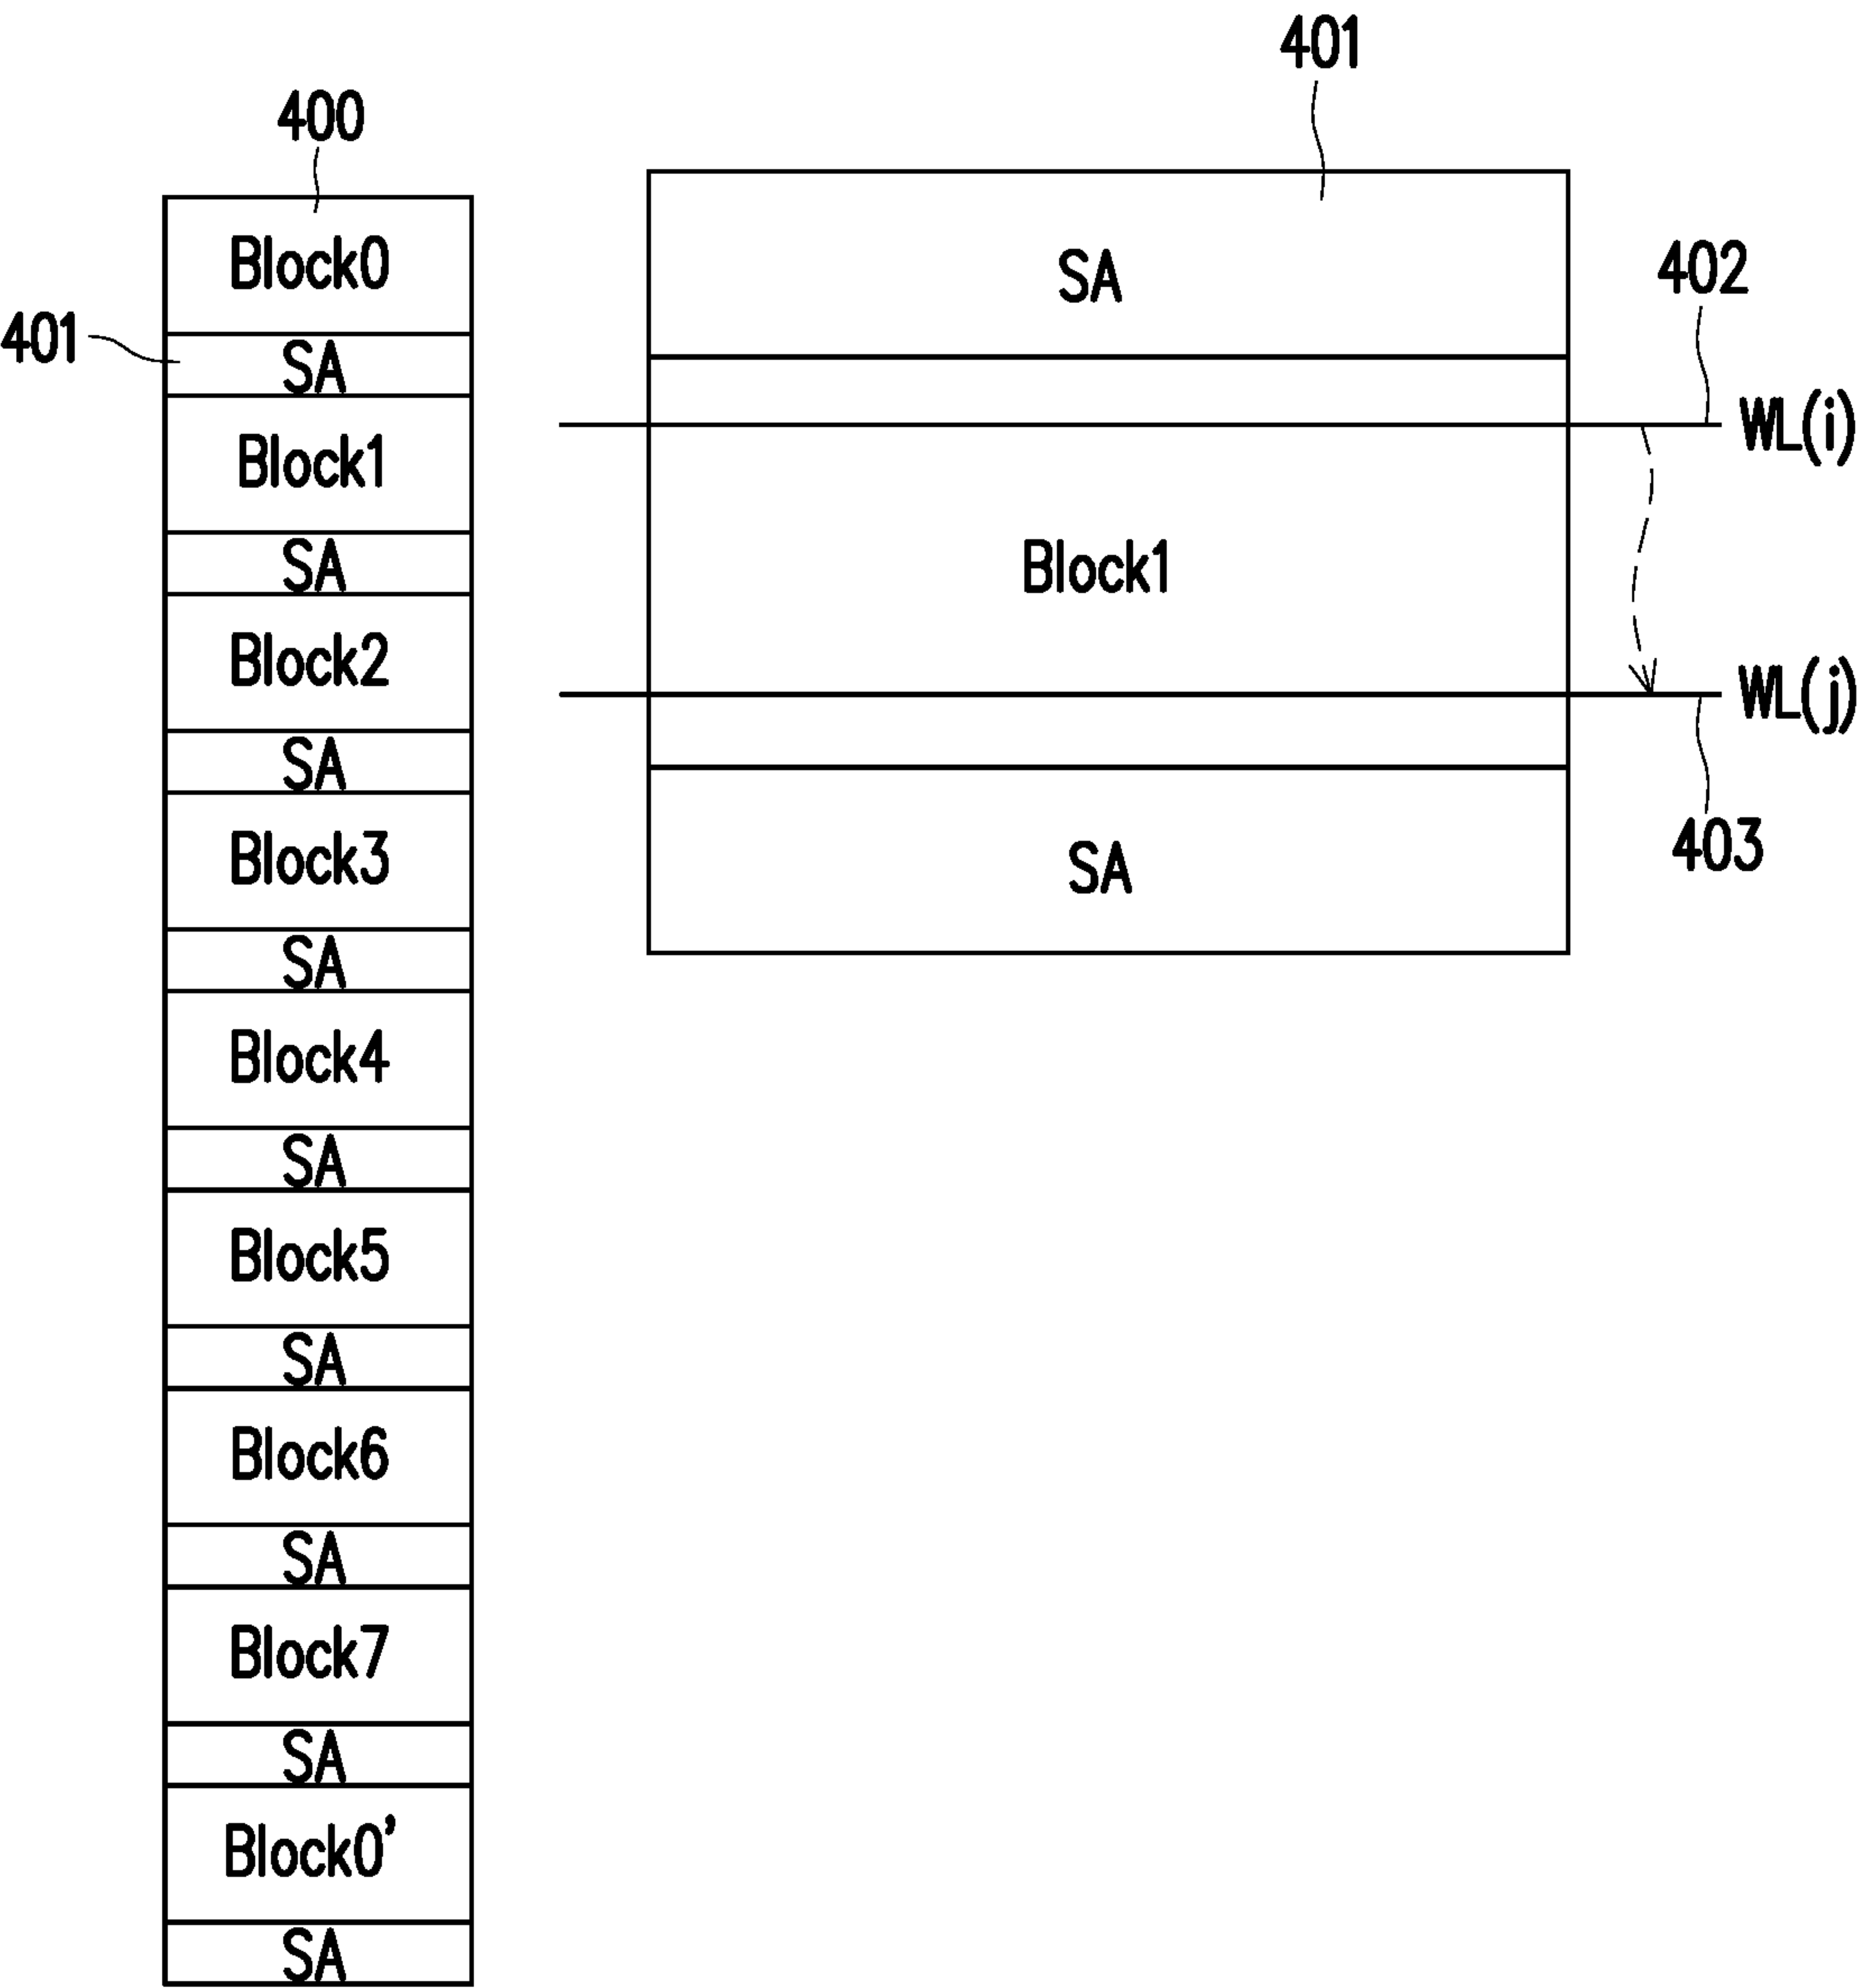 400
Block0
401
SA
Block1
SA
Block2
SA
Block3
SA
Block4
SA
Block5
SA
Block6
SA
Block7
SA
Block0'
SA
401
SA
402
WL(i)
Block1
WL(j)
403
SA